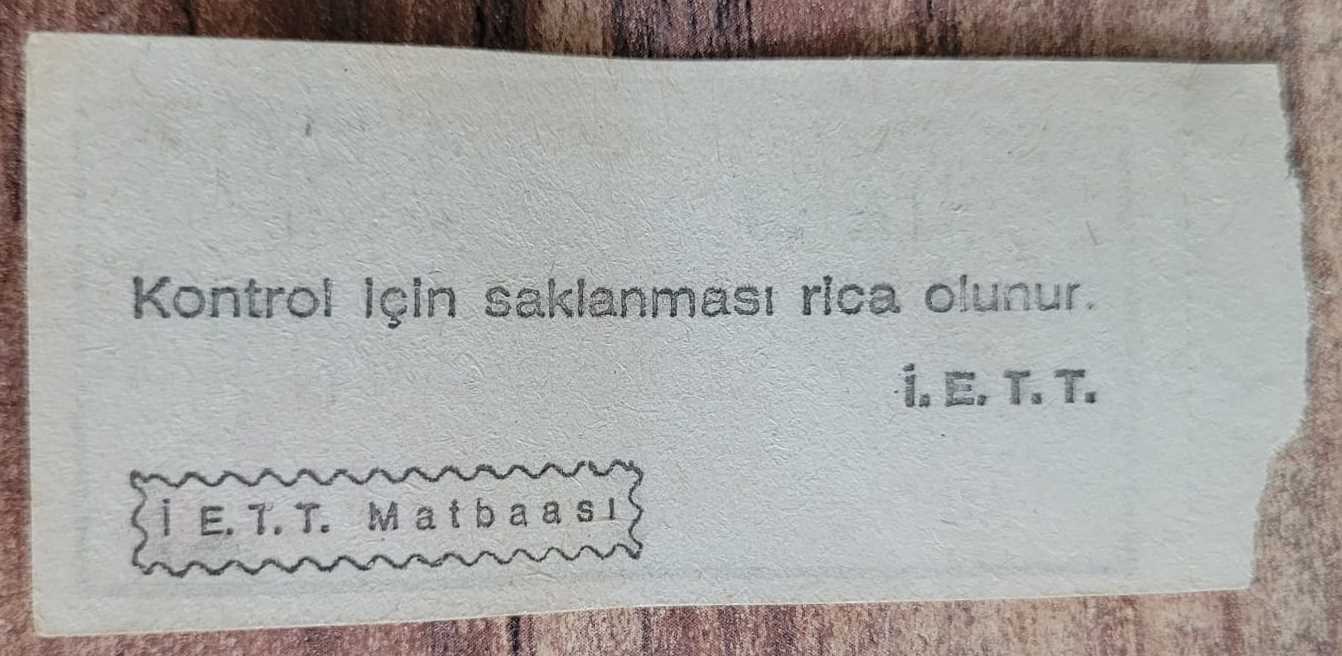 Kontrol için saklanması rica olunur.
İ. E. T. T.
İ E. T. T. Matbaası